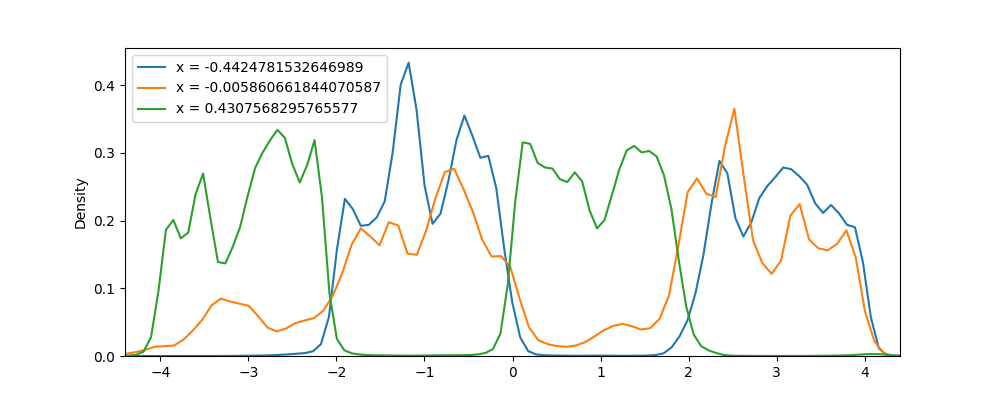 x = -0.4424781532646989
x = -0.005860661844070587
x = 0.4307568295765577
Density
0.4
0.3
0.2
0.1
0.0
−4 −3 −2 −1 0 1 2 3 4